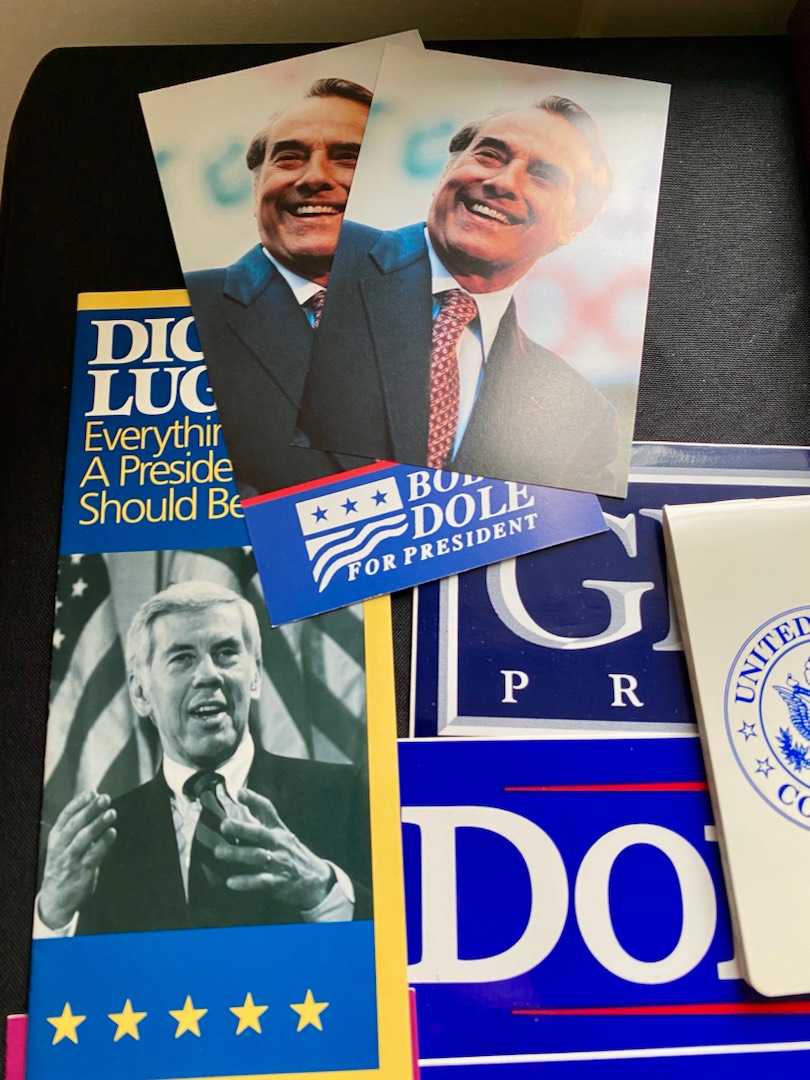 DIC
LUG
Everythin
A Preside
Should Be
BOB
DOLE
FOR PRESIDENT
G
P R
UNITED
CO
DO